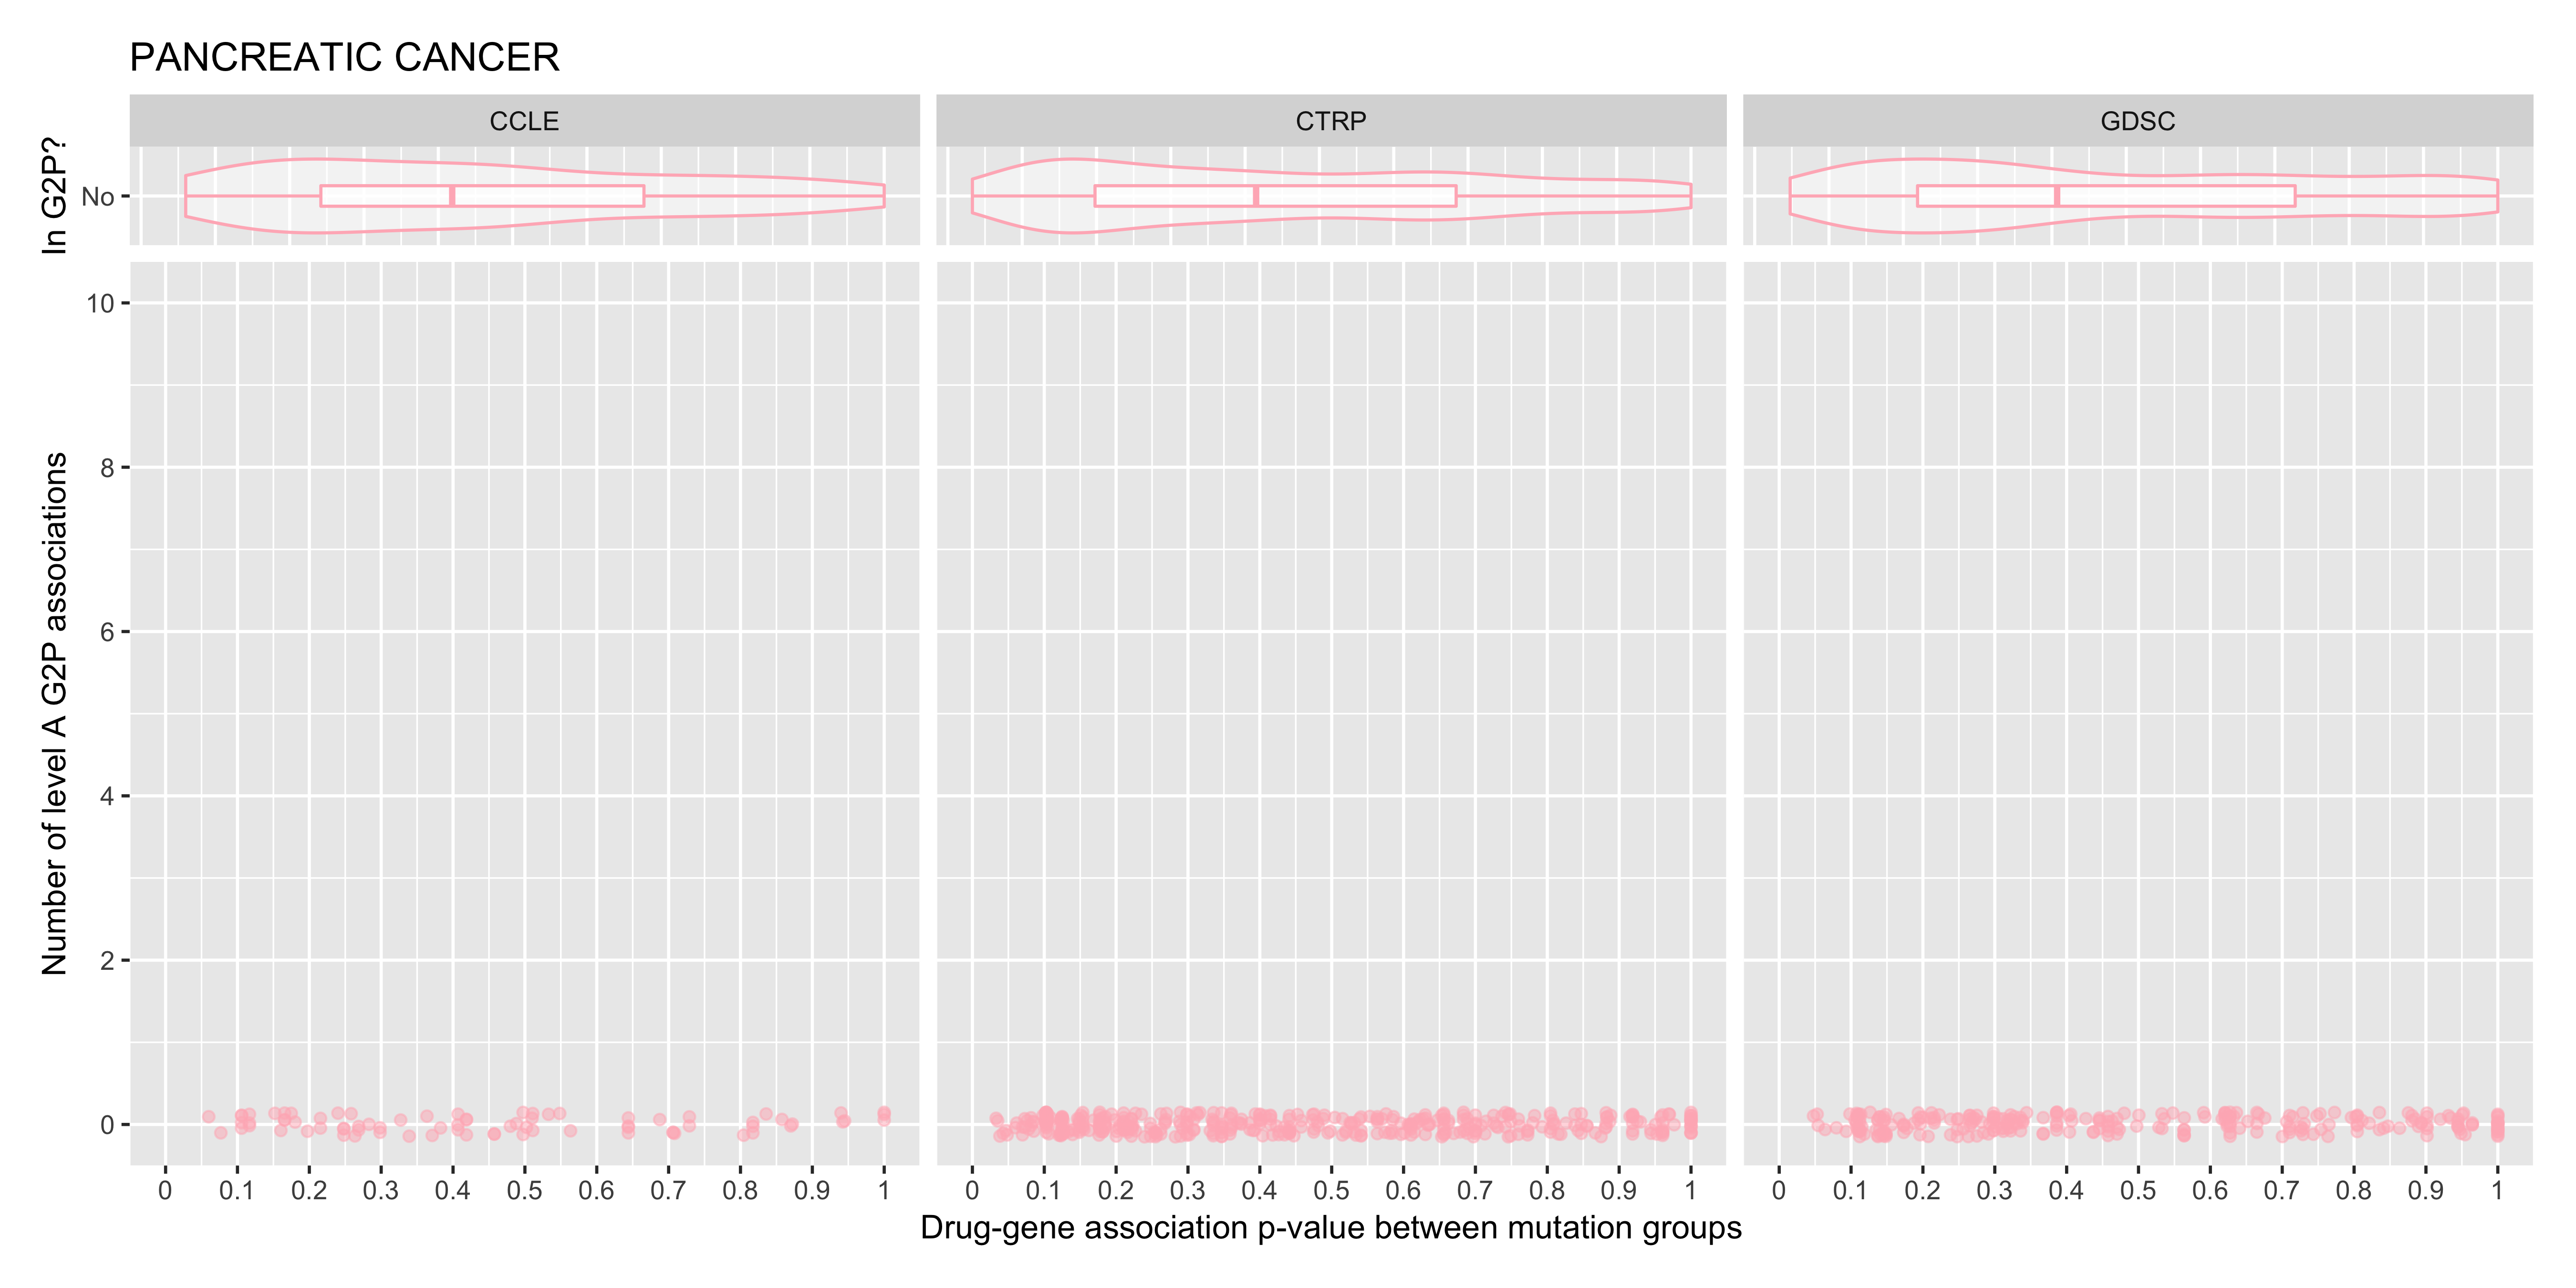 PANCREATIC CANCER
CCLE CTRP GDSC
In G2P?
No
Number of level A G2P associations
10
8
6
4
2
0
0 0.1 0.2 0.3 0.4 0.5 0.6 0.7 0.8 0.9 1 0 0.1 0.2 0.3 0.4 0.5 0.6 0.7 0.8 0.9 1 0 0.1 0.2 0.3 0.4 0.5 0.6 0.7 0.8 0.9 1
Drug-gene association p-value between mutation groups